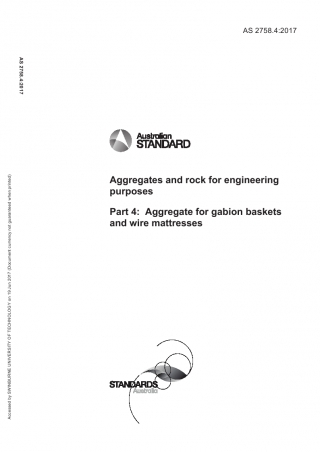 AS 2758.4:2017
AS 2758.4:2017
Australian
STANDARD
Aggregates and rock for engineering
purposes
Part 4: Aggregate for gabion baskets
and wire mattresses
Accessed by SWINBURNE UNIVERSITY OF TECHNOLOGY on 19 Jun 2017 (Document currency not guaranteed when printed)
STANDARDS
Australia